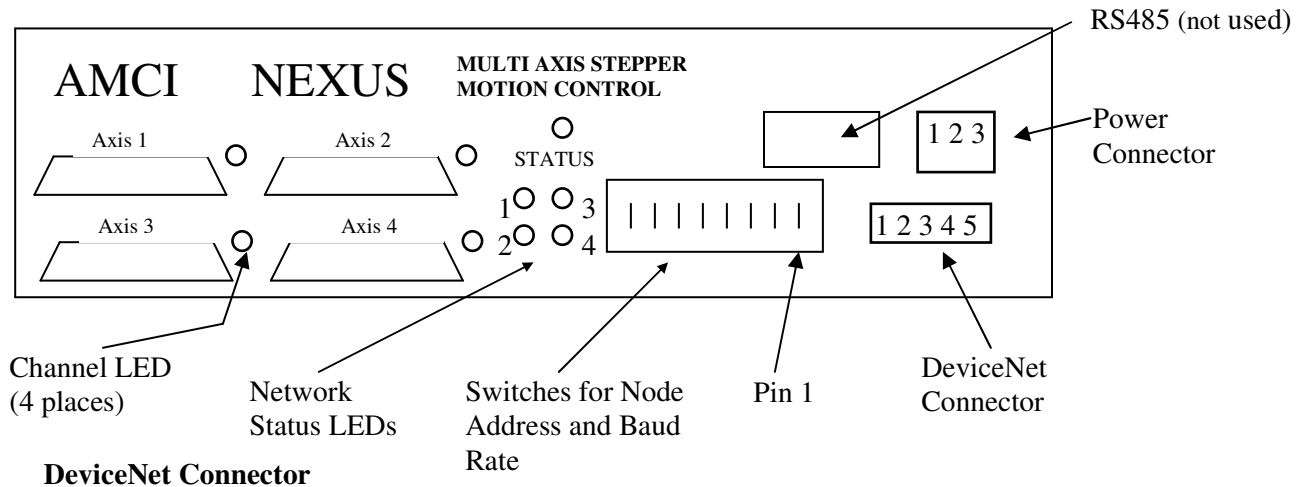 RS485 (not used)
AMCI NEXUS MULTI AXIS STEPPER
MOTION CONTROL
Axis 1 Axis 2
STATUS
1 2 3
Power
Connector
1 3
2 4
1 2 3 4 5
Axis 3 Axis 4
Channel LED
(4 places)
Network
Status LEDs
Switches for Node
Address and Baud
Rate
Pin 1
DeviceNet
Connector
DeviceNet Connector